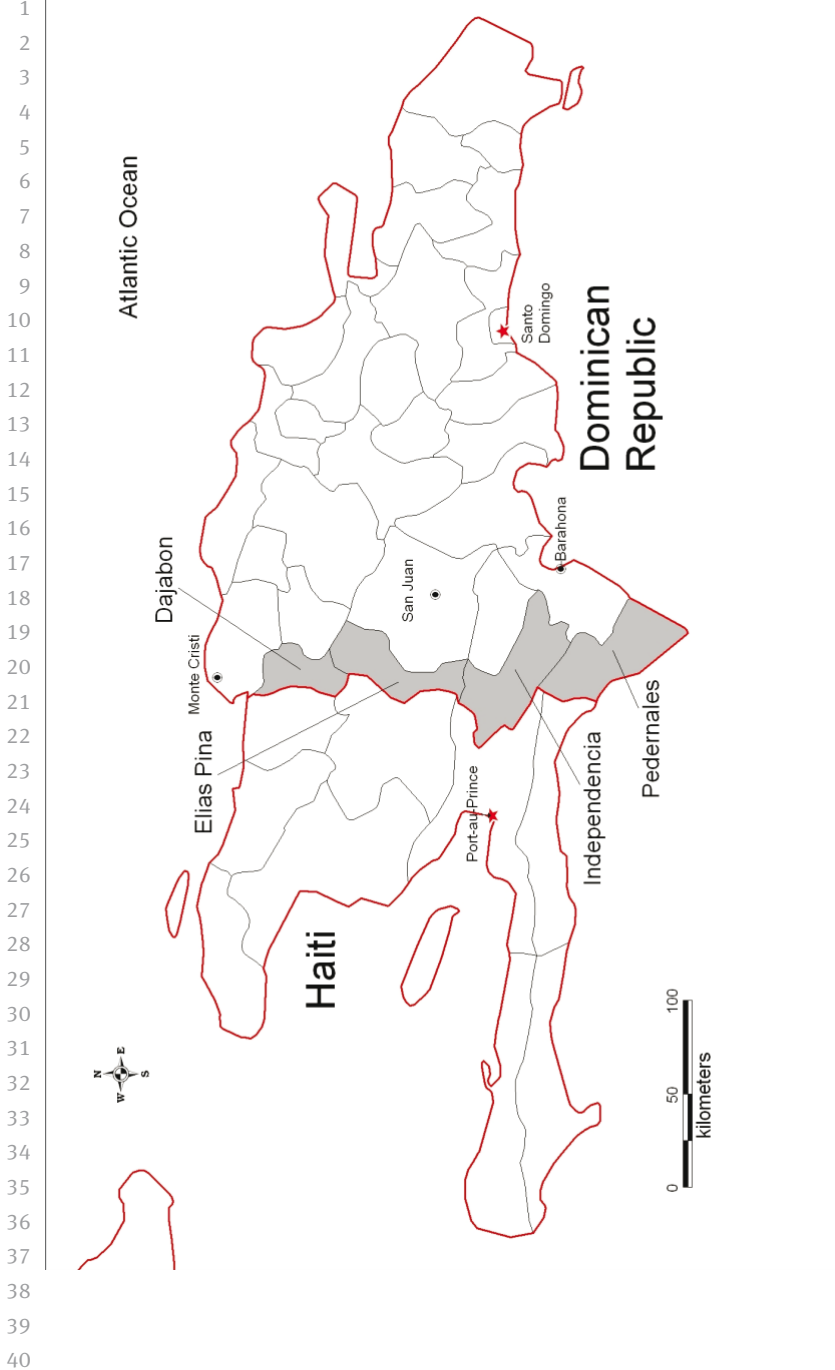 1
2
3
4
5
6
7
8
9
10
11
12
13
14
15
16
17
18
19
20
21
22
23
24
25
26
27
28
29
30
31
32
33
34
35
36
37
38
39
40
Atlantic Ocean
Santo
Domingo
Dominican
Republic
Barahona
San Juan
Dajabon
Monte Cristi
Elias Pina
Port-au-Prince
Independencia
Pedernales
Haiti
N
E
S
W
0
50
100
kilometers